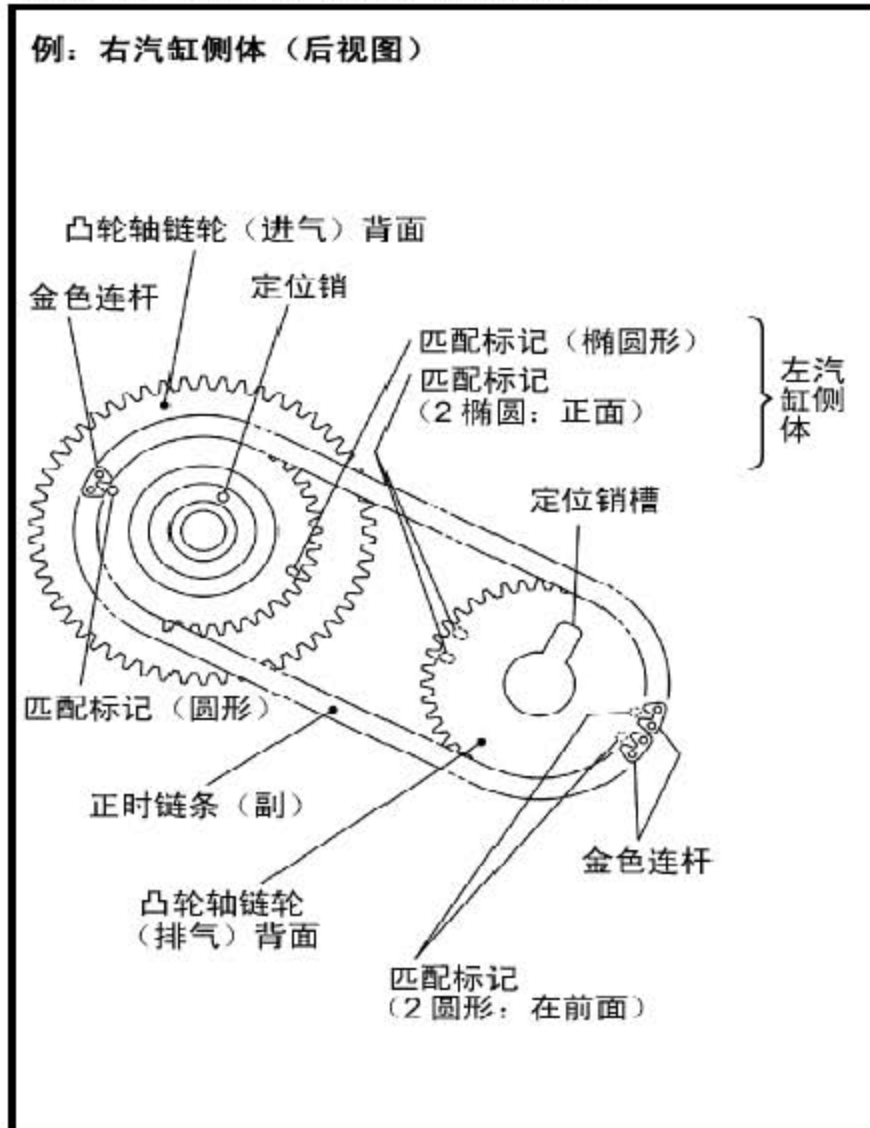 例：右汽缸侧体（后视图）
凸轮轴链轮（进气）背面
金色连杆
定位销
匹配标记（椭圆形）
匹配标记
（2 椭圆：正面）
左汽
缸侧
体
定位销槽
匹配标记（圆形）
正时链条（副）
金色连杆
凸轮轴链轮
（排气）背面
匹配标记
（2 圆形：在前面）